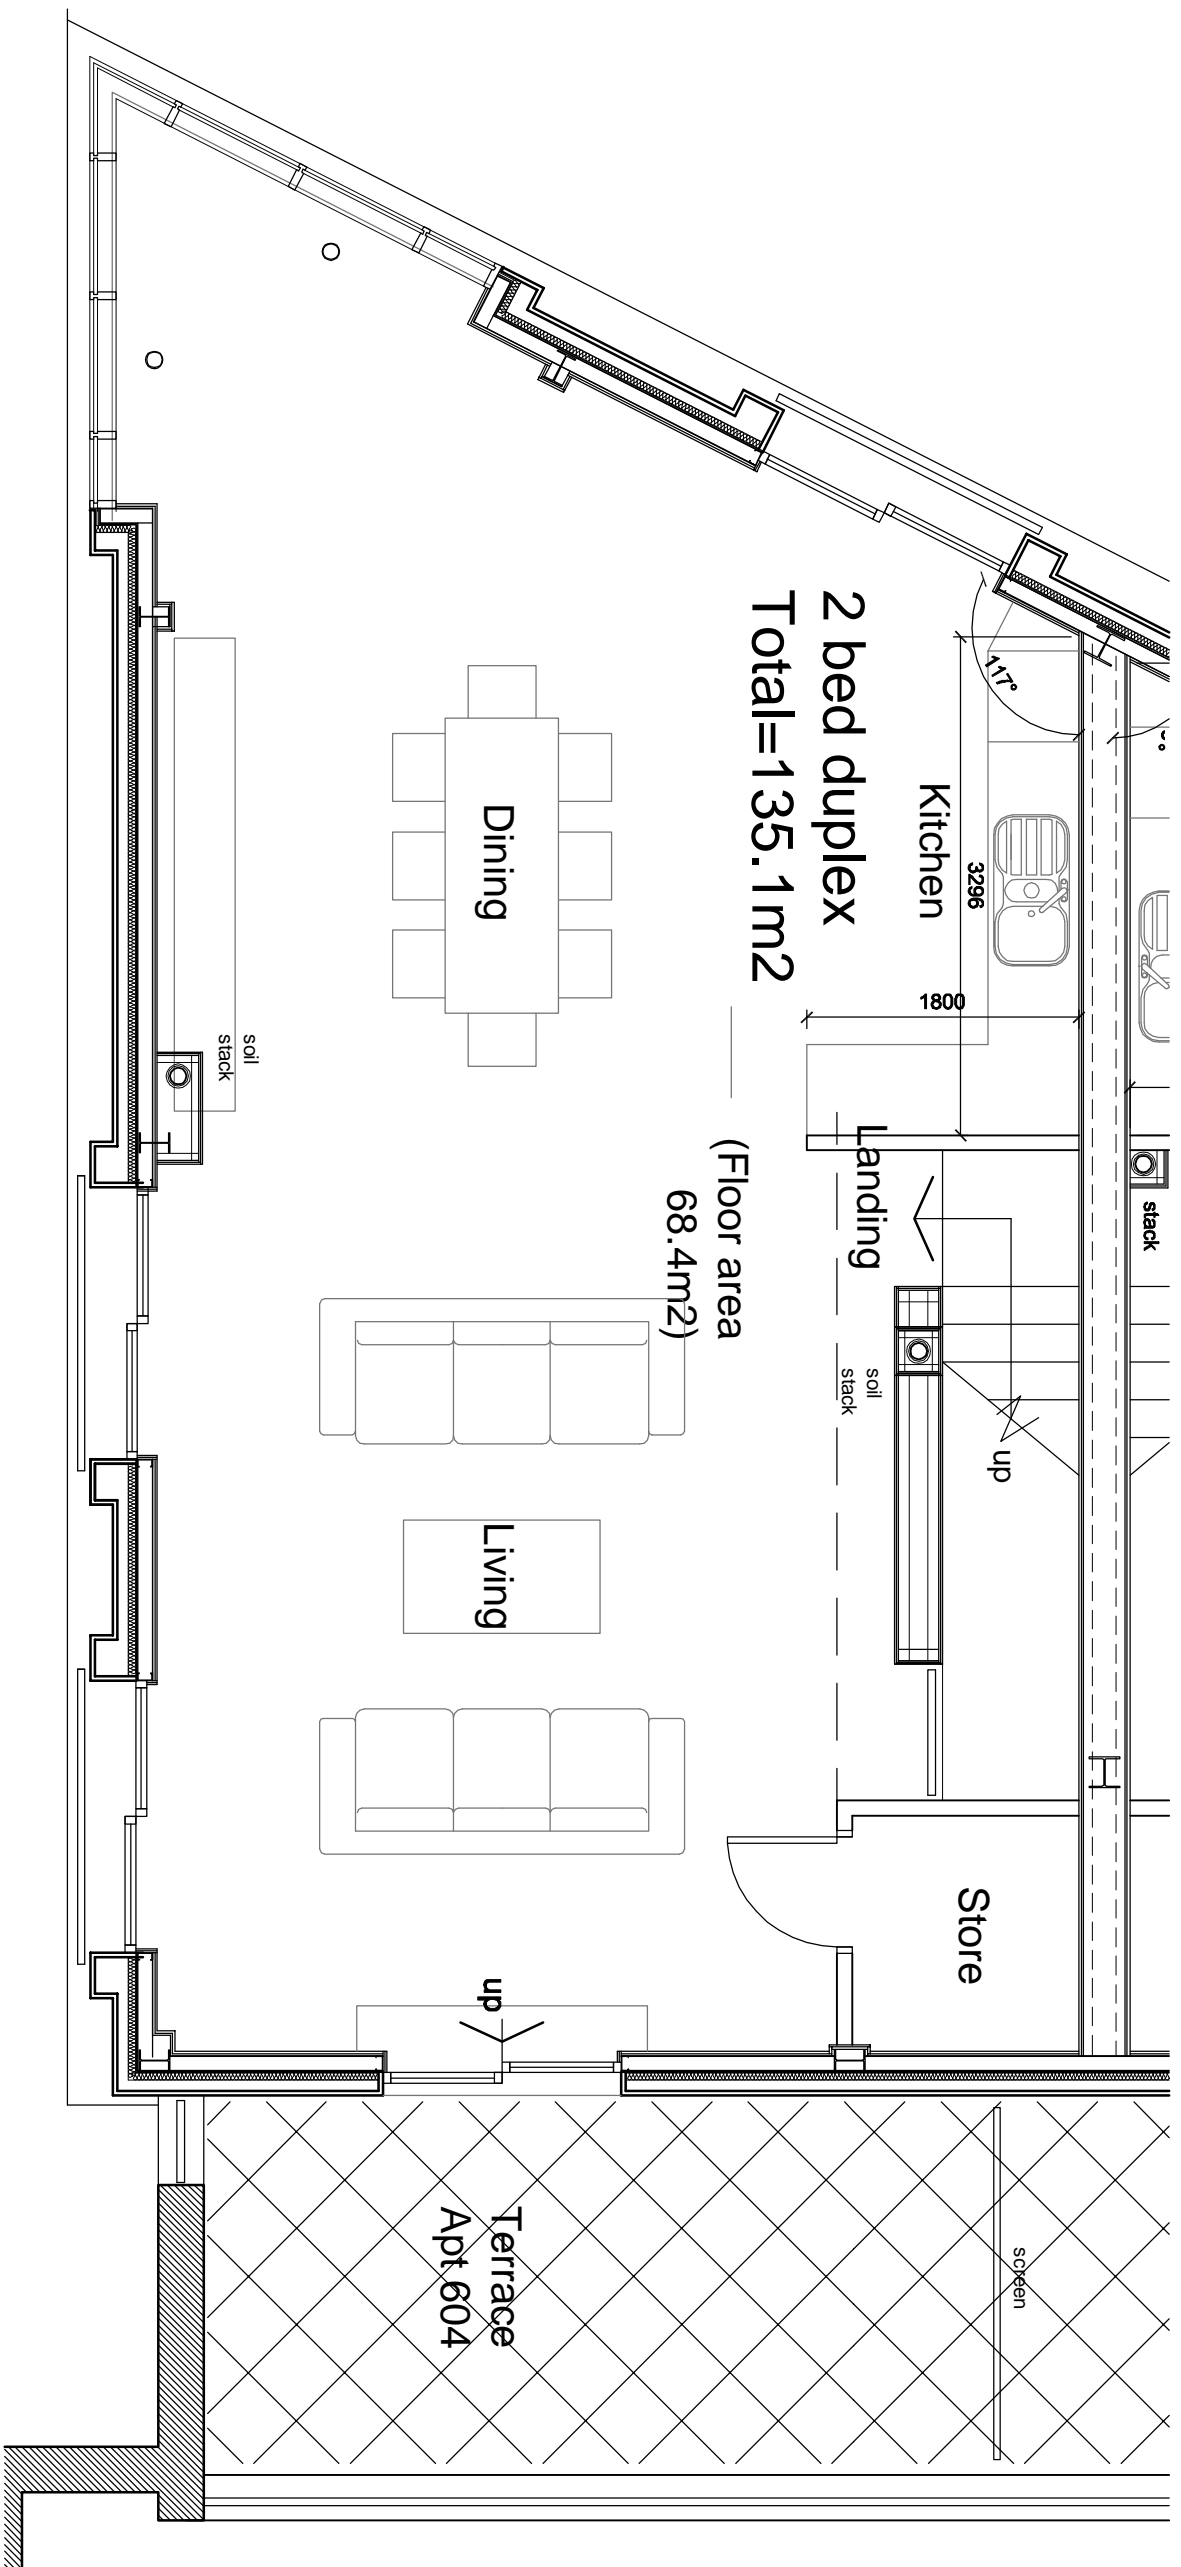 2 bed duplex
Total=135.1m2
Kitchen
3296
1800
117°
°
Dining
soil
stack
(Floor area
68.4m2)
Landing
stack
soil
stack
up
Living
Store
up
Terrace
Apt 604
screen